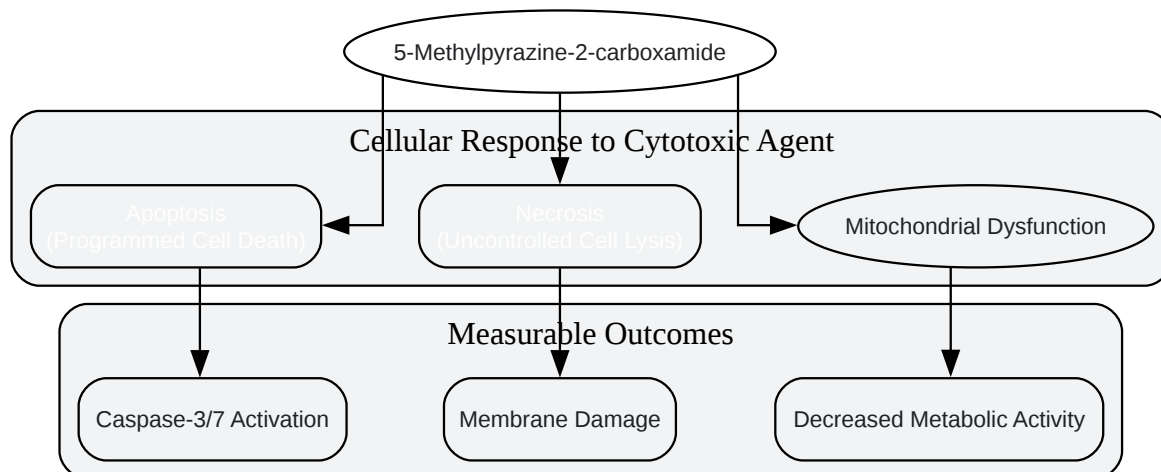 5-Methylpyrazine-2-carboxamide
Cellular Response to Cytotoxic Agent
Apoptosis
(Programmed Cell Death)
Necrosis
(Uncontrolled Cell Lysis)
Mitochondrial Dysfunction
Measurable Outcomes
Caspase-3/7 Activation
Membrane Damage
Decreased Metabolic Activity